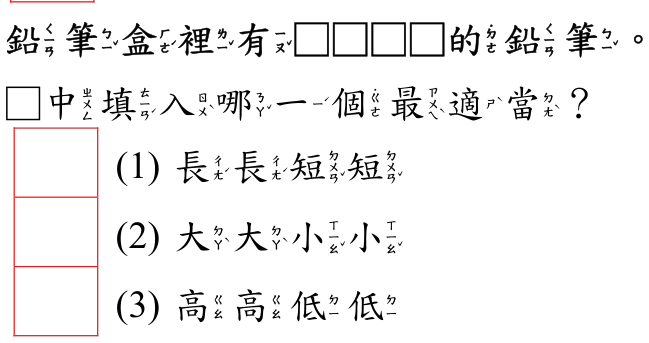 鉛筆盒裡有□□□□的鉛筆。
□中填入哪一個最適當？
(1) 長長短短
(2) 大大小小
(3) 高高低低